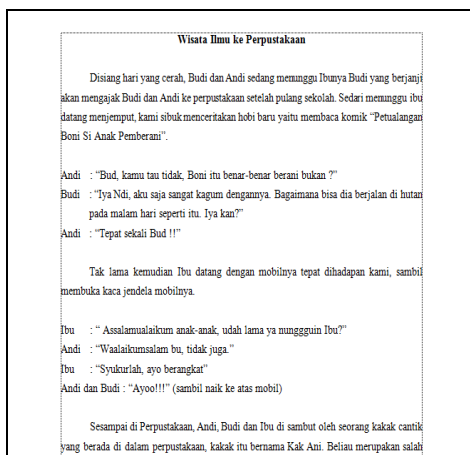 Wisata Ilmu ke Perpustakaan
Disiang hari yang cerah, Budi dan Andi sedang menunggu Ibunya Budi yang berjanji
akan mengajak Budi dan Andi ke perpustakaan setelah pulang sekolah. Sedari menunggu ibu
datang menjemput, kami sibuk menceritakan hobi baru yaitu membaca komik “Petualangan
Boni Si Anak Pemberani”.
Andi : “Bud, kamu tau tidak, Boni itu benar-benar berani bukan ?”
Budi : “Iya Ndi, aku saja sangat kagum dengannya. Bagaimana bisa dia berjalan di hutan
pada malam hari seperti itu. Iya kan?”
Andi : “Tepat sekali Bud !!”
Tak lama kemudian Ibu datang dengan mobilnya tepat dihadapan kami, sambil
membuka kaca jendela mobilnya.
Ibu : “ Assalamualaikum anak-anak, udah lama ya nunggguin Ibu?”
Andi : “Waalaikumsalam bu, tidak juga.”
Ibu : “Syukurlah, ayo berangkat”
Andi dan Budi : “Ayoo!!!” (sambil naik ke atas mobil)
Sesampai di Perpustakaan, Andi, Budi dan Ibu di sambut oleh seorang kakak cantik
yang berada di dalam perpustakaan, kakak itu bernama Kak Ani. Beliau merupakan salah